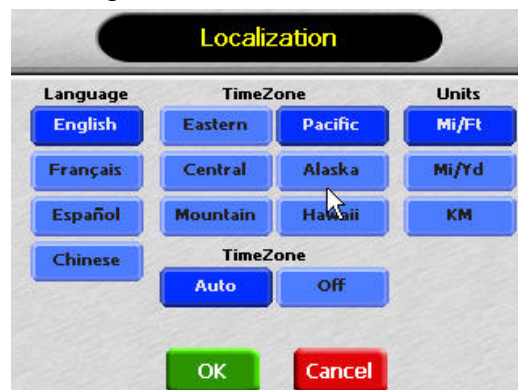 Localization
Language TimeZone Units
English Eastern Pacific Mi/Ft
Français Central Alaska Mi/Yd
Español Mountain Hawaii KM
Chinese TimeZone
Auto Off
OK Cancel